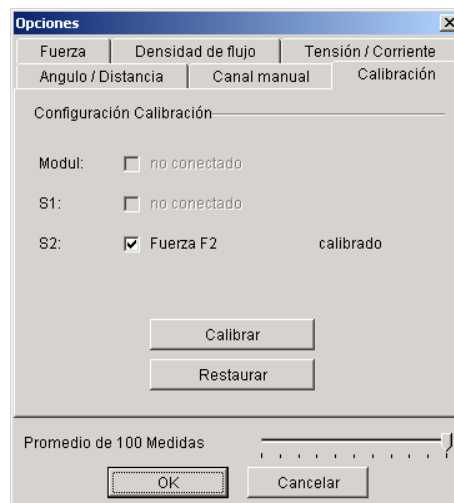 Opciones
Fuerza Densidad de flujo Tensión / Corriente
Angulo / Distancia Canal manual Calibración
Configuración Calibración
Modul: no conectado
S1: no conectado
S2: Fuerza F2 calibrado
Calibrar
Restaurar
Promedio de 100 Medidas
OK Cancelar